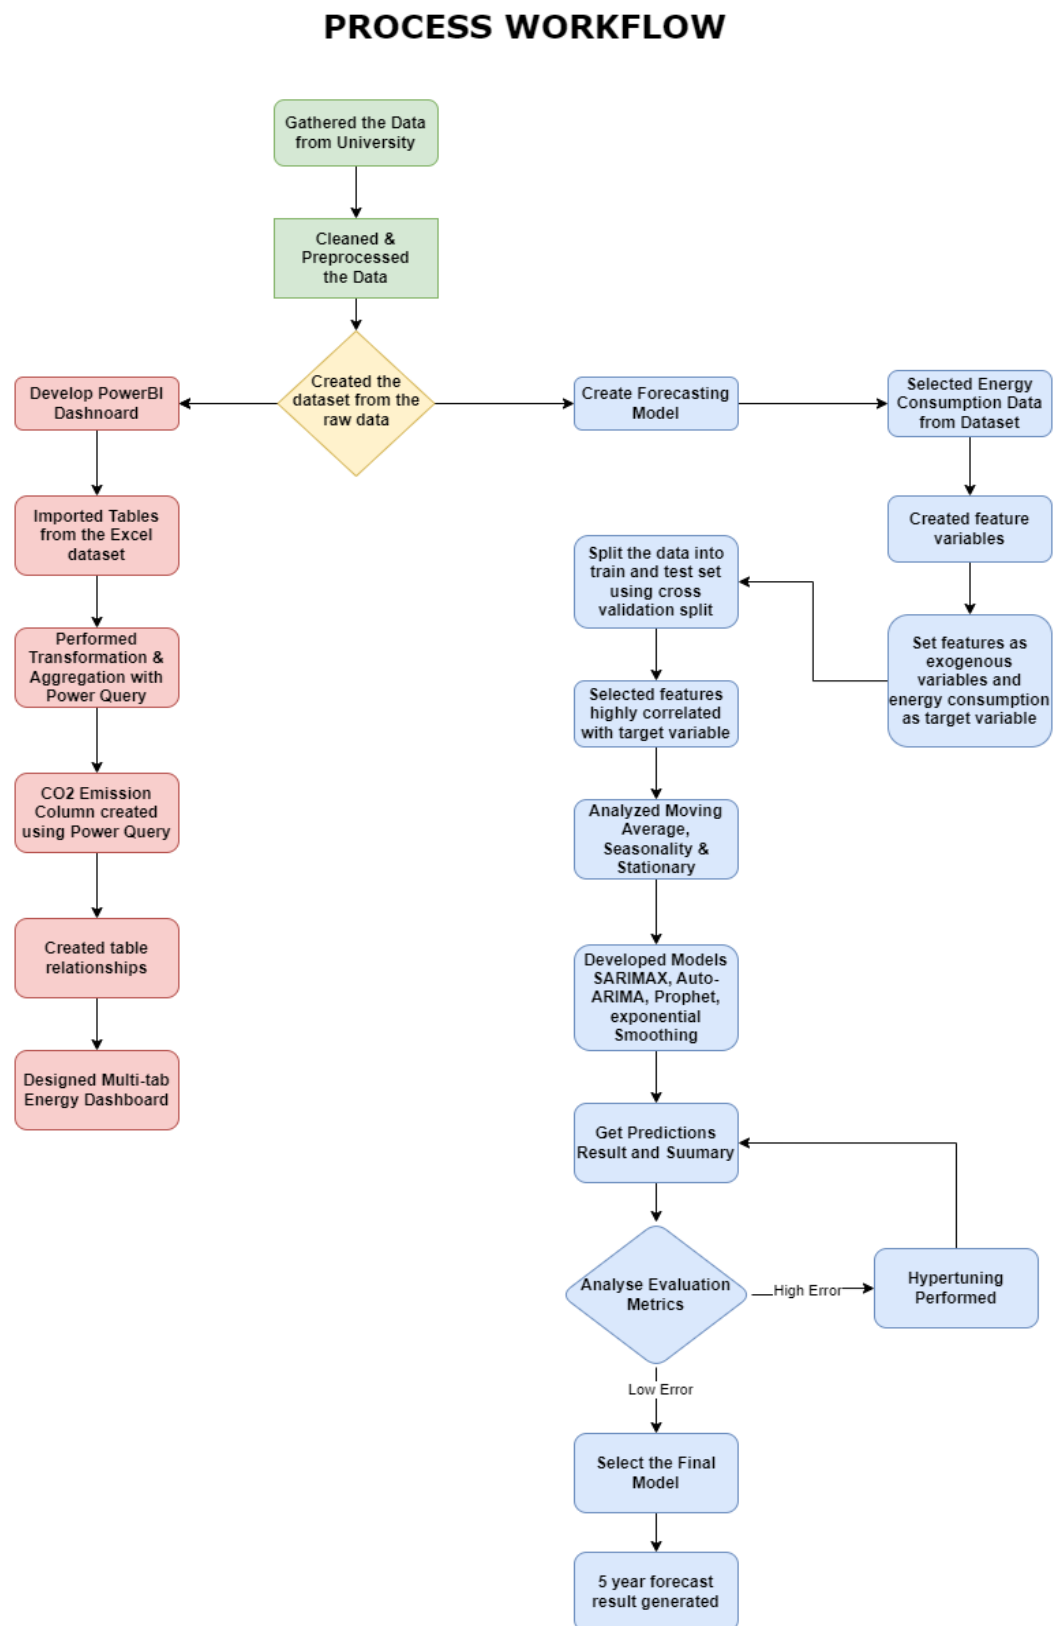 PROCESS WORKFLOW
Gathered the Data
from University
Cleaned &
Preprocessed
the Data
Created the
dataset from the
raw data
Develop PowerBI
Dashnoard
Imported Tables
from the Excel
dataset
Performed
Transformation &
Aggregation with
Power Query
CO2 Emission
Column created
using Power Query
Created table
relationships
Designed Multi-tab
Energy Dashboard
Create Forecasting
Model
Selected Energy
Consumption Data
from Dataset
Created feature
variables
Set features as
exogenous
variables and
energy consumption
as target variable
Split the data into
train and test set
using cross
validation split
Selected features
highly correlated
with target variable
Analyzed Moving
Average,
Seasonality &
Stationary
Developed Models
SARIMAX, Auto-
ARIMA, Prophet,
exponential
Smoothing
Get Predictions
Result and Suumary
Analyse Evaluation
Metrics
High Error
Hypertuning
Performed
Low Error
Select the Final
Model
5 year forecast
result generated